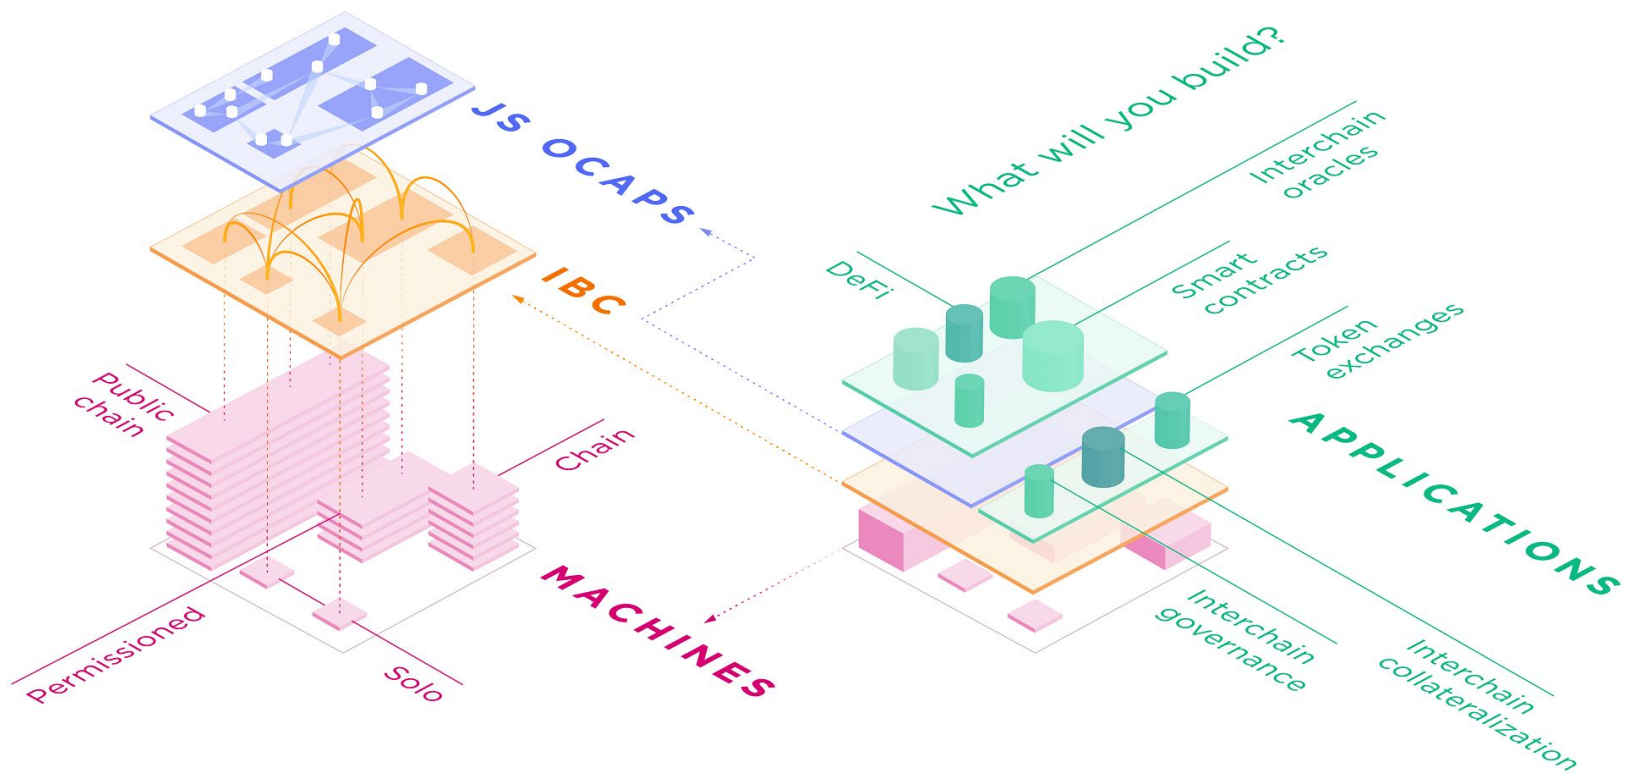 JS OCAPS
IBC
Public
chain
Chain
MACHINES
Permissioned
Solo
What will you build?
Interchain
oracles
DeFi
Smart
contracts
Token
exchanges
APPLICATIONS
Interchain
governance
Interchain
collateralization